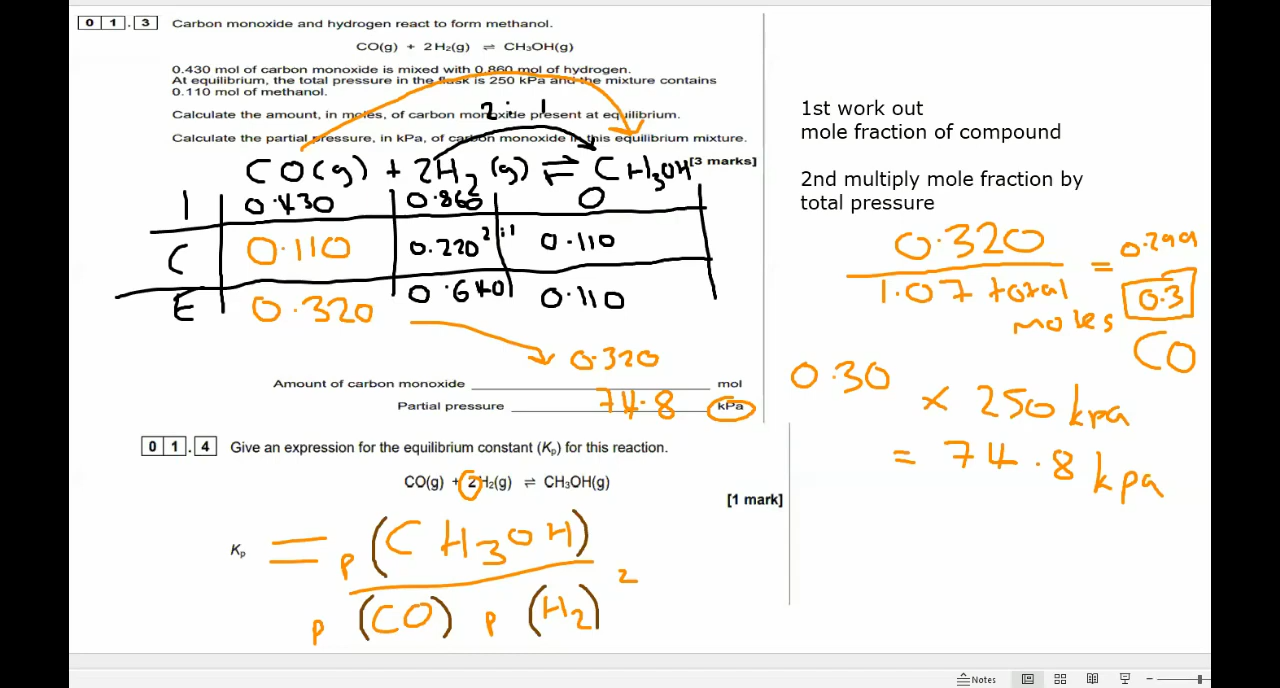 0 1 . 3 Carbon monoxide and hydrogen react to form methanol.
CO(g) + 2H₂(g) ⇌ CH₃OH(g)
0.430 mol of carbon monoxide is mixed with 0.860 mol of hydrogen.
At equilibrium, the total pressure in the flask is 250 kPa and the mixture contains
0.110 mol of methanol.
Calculate the amount, in moles, of carbon monoxide present at equilibrium.
2 : 1
Calculate the partial pressure, in kPa, of carbon monoxide in this equilibrium mixture.
[3 marks]
CO(g) + 2H₂(g) ⇌ CH₃OH
I 0.430 0.860 0
C 0.110 0.220 2:1 0.110
E 0.320 0.640 0.110
0.320
Amount of carbon monoxide mol
74.8
Partial pressure kPa
1st work out
mole fraction of compound
2nd multiply mole fraction by
total pressure
0.320
1.07 total
moles
= 0.299
0.3
CO
0.30
× 250 kpa
= 74.8 kpa
0 1 . 4 Give an expression for the equilibrium constant (Kₚ) for this reaction.
CO(g) + 2H₂(g) ⇌ CH₃OH(g)
[1 mark]
Kₚ = p(CH₃OH)
p(CO) p(H₂)²
Notes